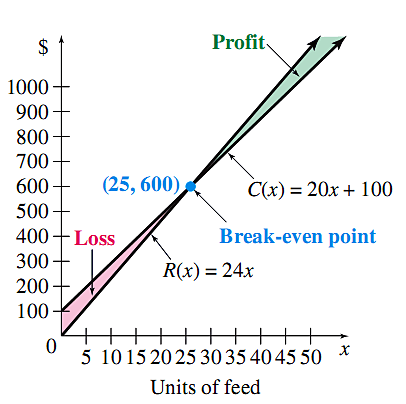 $
Profit
1000
900
800
700
600
500
400
300
200
100
0
(25, 600)
C(x) = 20x + 100
Loss
Break-even point
R(x) = 24x
5 10 15 20 25 30 35 40 45 50 x
Units of feed